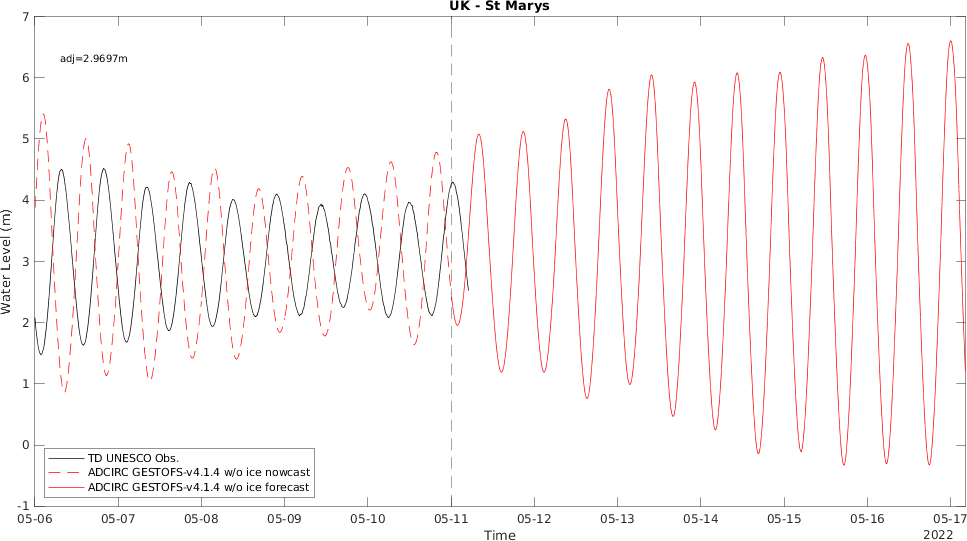 UK - St Marys
adj=2.9697m
Water Level (m)
7
6
5
4
3
2
1
0
-1
TD UNESCO Obs.
ADCIRC GESTOFS-v4.1.4 w/o ice nowcast
ADCIRC GESTOFS-v4.1.4 w/o ice forecast
05-06 05-07 05-08 05-09 05-10 05-11 05-12 05-13 05-14 05-15 05-16 05-17
Time
2022